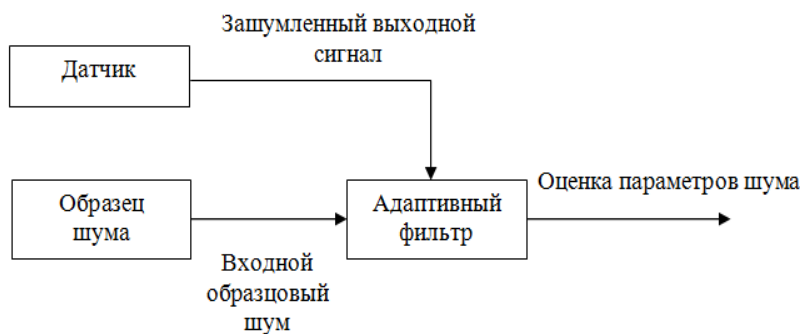 Зашумленный выходной
сигнал
Датчик
Оценка параметров шума
Образец
шума
Адаптивный
фильтр
Входной
образцовый
шум